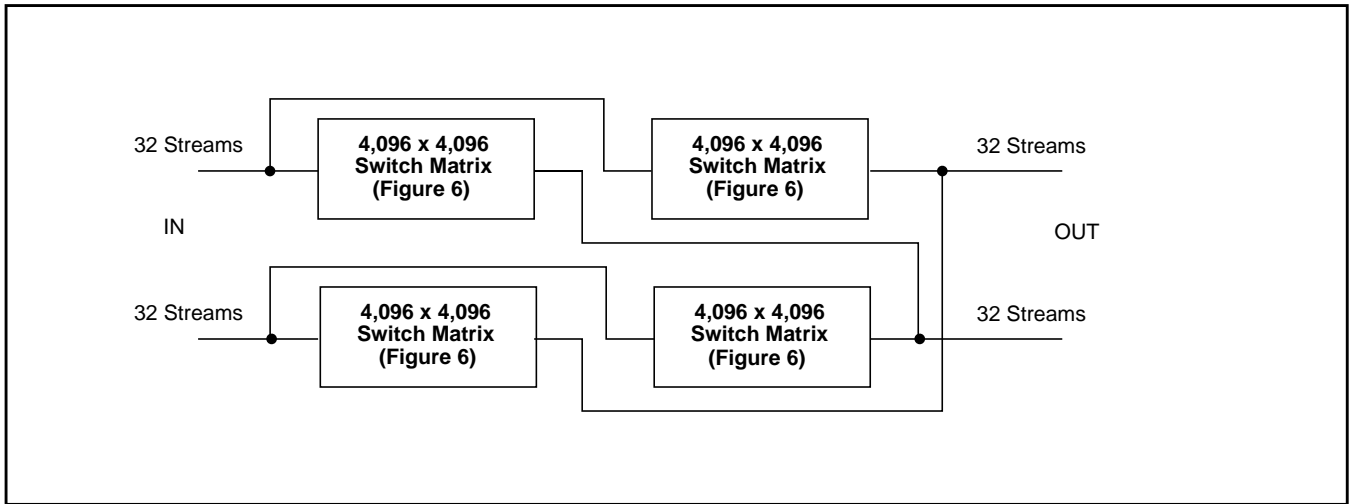 32 Streams
4,096 x 4,096
Switch Matrix
(Figure 6)
4,096 x 4,096
Switch Matrix
(Figure 6)
32 Streams
IN
OUT
32 Streams
4,096 x 4,096
Switch Matrix
(Figure 6)
4,096 x 4,096
Switch Matrix
(Figure 6)
32 Streams